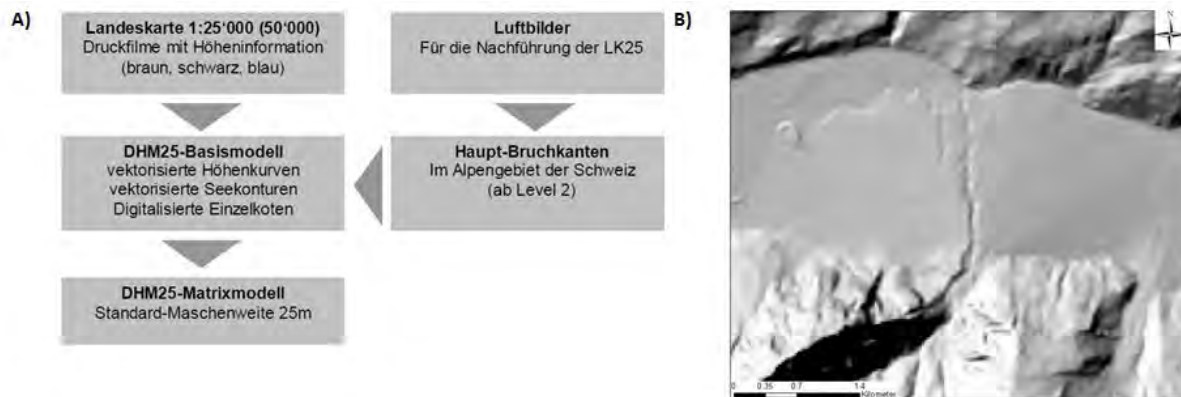 A)
Landeskarte 1:25‘000 (50‘000)
Druckfilme mit Höheninformation
(braun, schwarz, blau)
Luftbilder
Für die Nachführung der LK25
DHM25-Basismodell
vektorisierte Höhenkurven
vektorisierte Seekonturen
Digitalisierte Einzelkoten
Haupt-Bruchkanten
Im Alpengebiet der Schweiz
(ab Level 2)
DHM25-Matrixmodell
Standard-Maschenweite 25m
B)
N
0 0.35 0.7 1.4
Kilometer